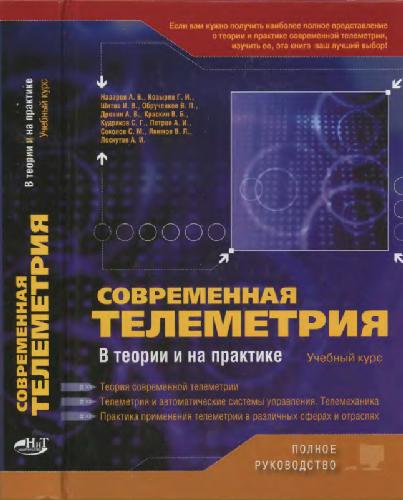 Если вам нужно получить наиболее полное представление
о теории и практике современной телеметрии,
изучить ее, эта книга ваш лучший выбор!
Назаров А. В., Козырев Г. И.,
Шитов И. В., Обрученков В. П.,
Древин А. В., Краскин В. Б.,
Кудряков С. Г., Петров А. И.,
Соколов С. М., Якимов В. Л.,
Лоскутов А. И.
СОВРЕМЕННАЯ
ТЕЛЕМЕТРИЯ
В теории и на практике
Учебный курс
Теория современной телеметрии
Телеметрия и автоматические системы управления. Телемеханика
Практика применения телеметрии в различных сферах и отраслях
ПОЛНОЕ
РУКОВОДСТВО
СОВРЕМЕННАЯ
ТЕЛЕМЕТРИЯ
В теории и на практике
Учебный курс
НиТ